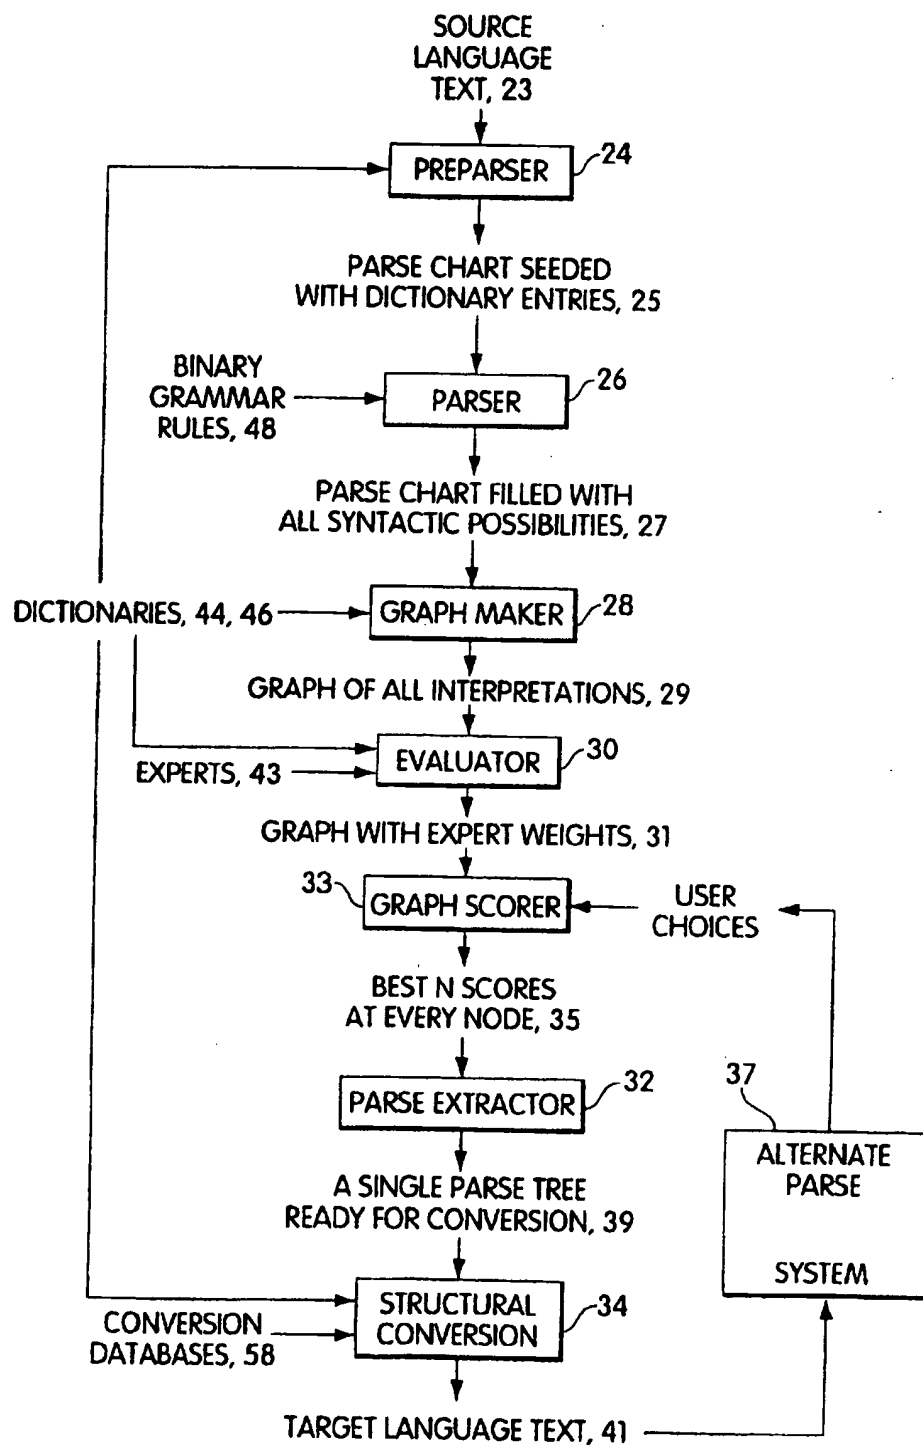 SOURCE
LANGUAGE
TEXT, 23
PREPARSER
24
PARSE CHART SEEDED
WITH DICTIONARY ENTRIES, 25
BINARY
GRAMMAR
RULES, 48
PARSER
26
PARSE CHART FILLED WITH
ALL SYNTACTIC POSSIBILITIES, 27
DICTIONARIES, 44, 46
GRAPH MAKER
28
GRAPH OF ALL INTERPRETATIONS, 29
EXPERTS, 43
EVALUATOR
30
GRAPH WITH EXPERT WEIGHTS, 31
33
GRAPH SCORER
USER
CHOICES
BEST N SCORES
AT EVERY NODE, 35
PARSE EXTRACTOR
32
37
ALTERNATE
PARSE
SYSTEM
A SINGLE PARSE TREE
READY FOR CONVERSION, 39
CONVERSION
DATABASES, 58
STRUCTURAL
CONVERSION
34
TARGET LANGUAGE TEXT, 41